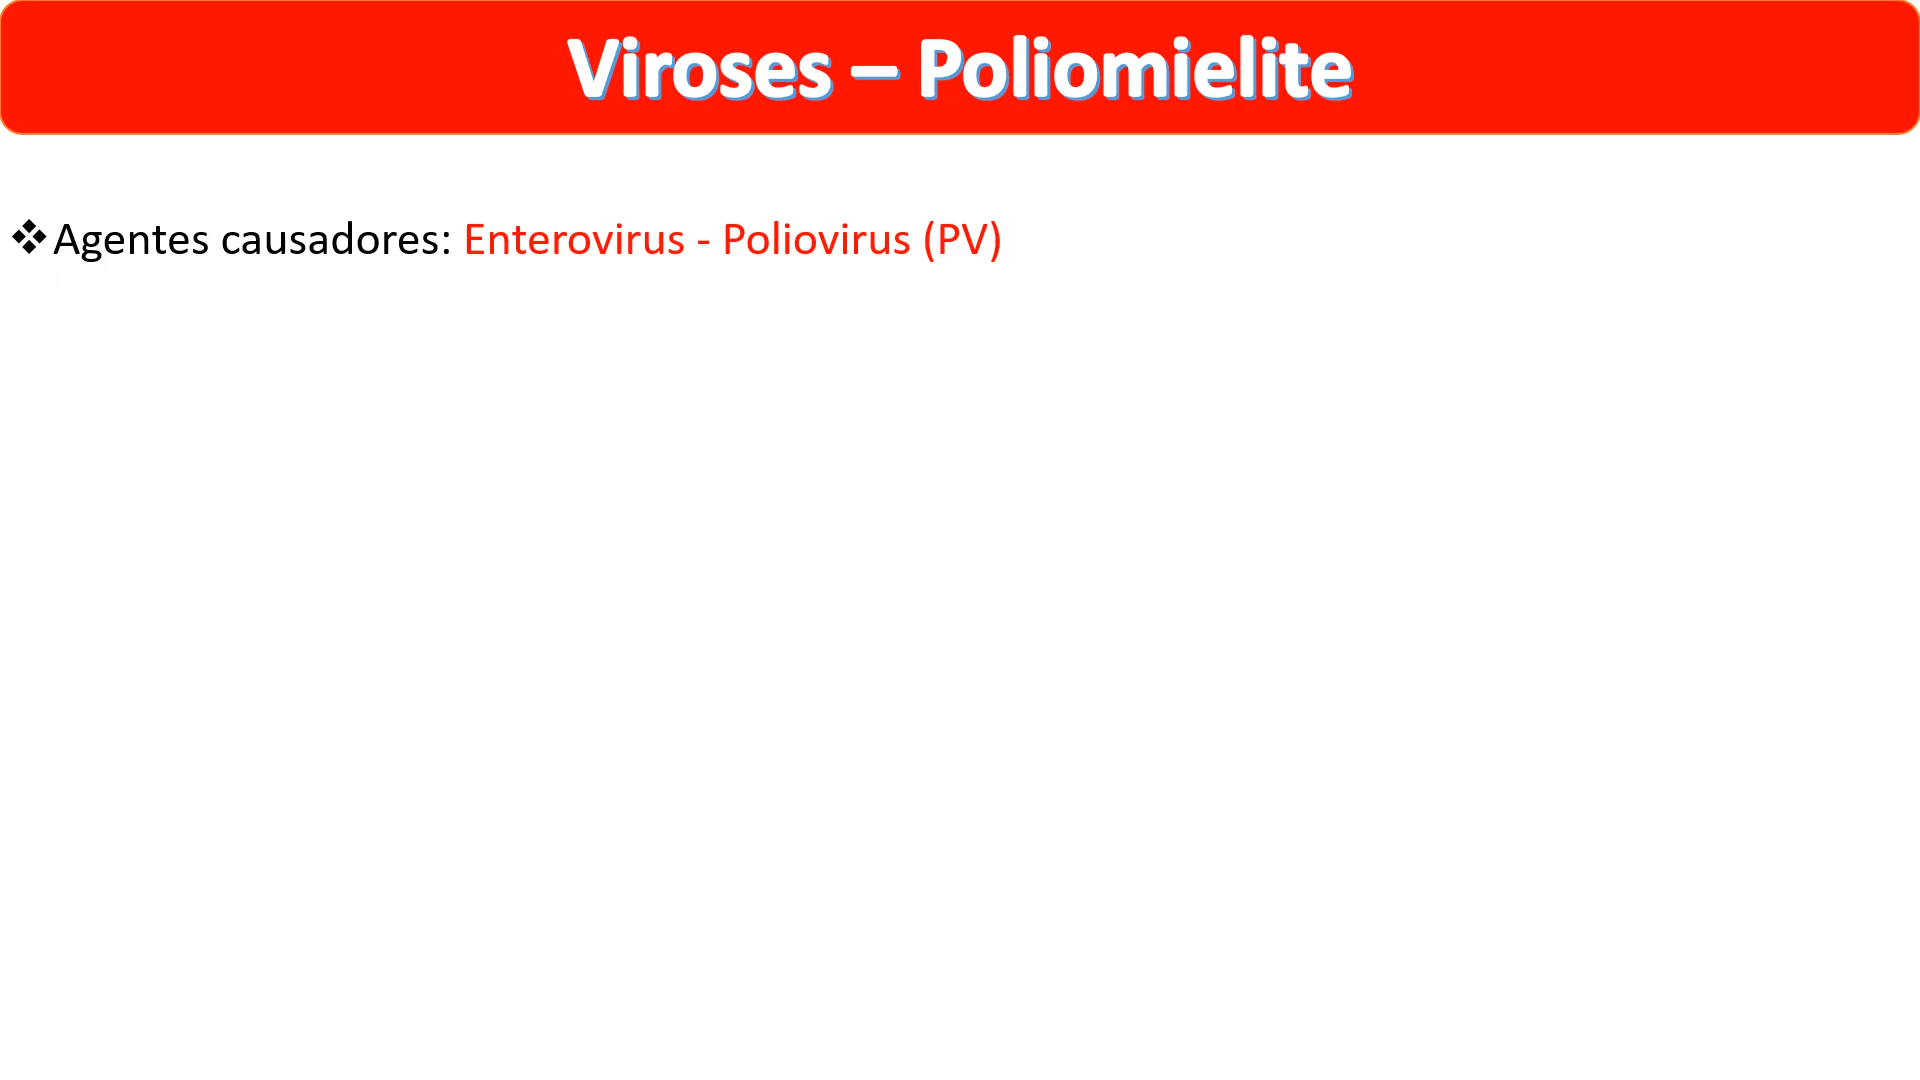 Viroses – Poliomielite
❖Agentes causadores: Enterovirus - Poliovirus (PV)